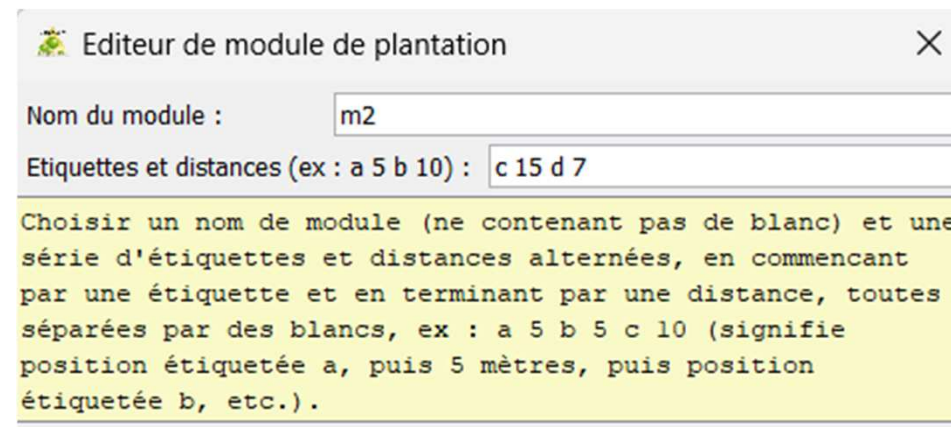 Editeur de module de plantation
Nom du module : m2
Etiquettes et distances (ex : a 5 b 10) : c 15 d 7
Choisir un nom de module (ne contenant pas de blanc) et une
série d'étiquettes et distances alternées, en commencant
par une étiquette et en terminant par une distance, toutes
séparées par des blancs, ex : a 5 b 5 c 10 (signifie
position étiquetée a, puis 5 mètres, puis position
étiquetée b, etc.).